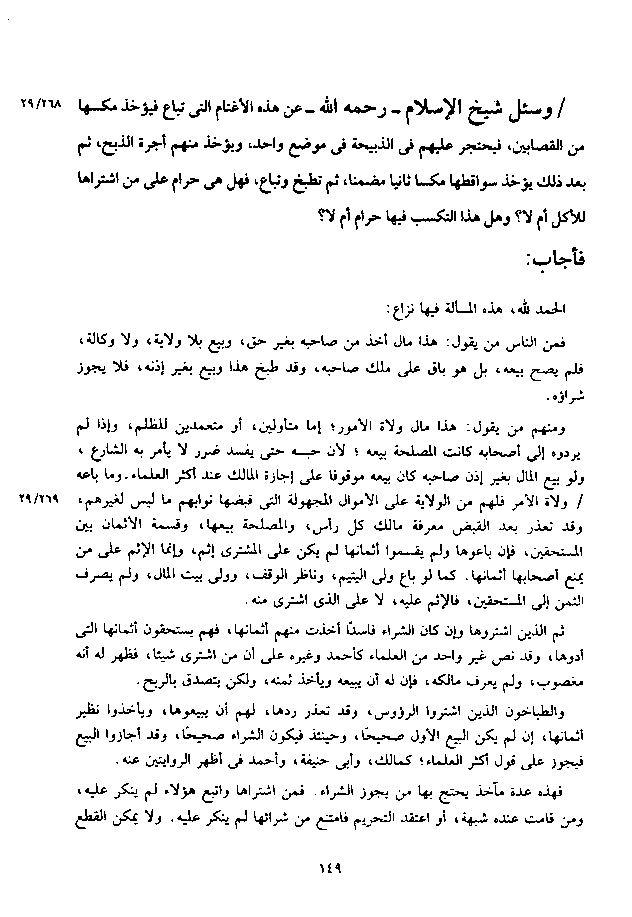 ٢٩/٢٦٨
/ وسئل شيخ الإسلام ـ رحمه الله ـ عن هذه الأغنام التى تباع فيؤخذ مكسها
من القصابين، فيحتجر عليهم فى الذبيحة فى موضع واحد، ويؤخذ منهم أجرة الذبح، ثم
بعد ذلك يؤخذ سواقطها مكسا ثانيا مضمنا، ثم تطبخ وتباع، فهل هى حرام على من اشتراها
للأكل أم لا؟ وهل هذا التكسب فيها حرام أم لا؟
فأجاب:
الحمد لله، هذه المسألة فيها نزاع:
فمن الناس من يقول: هذا مال أخذ من صاحبه بغير حق، وبيع بلا ولاية، ولا وكالة،
فلم يصح بيعه، بل هو باق على ملك صاحبه، وقد طبخ هذا وبيع بغير إذنه، فلا يجوز
شراؤه.
ومنهم من يقول: هذا مال ولاة الأمور؛ إما متأولين، أو متعمدين للظلم، وإذا لم
يردوه إلى أصحابه كانت المصلحة بيعه ؛ لأن حبسه حتى يفسد ضرر لا يأمر به الشارع ،
ولو بيع المال بغير إذن صاحبه كان بيعه موقوفا على إجازة المالك عند أكثر العلماء. وما باعه
٢٩/٢٦٩
/ ولاة الأمر فلهم من الولاية على الأموال المجهولة التى قبضها نوابهم ما ليس لغيرهم،
وقد تعذر بعد القبض معرفة مالك كل رأس، والمصلحة بيعها، وقسمة الأثمان بين
المستحقين، فإن باعوها ولم يقسموا أثمانها لم يكن على المشترى إثم، وإنما الإثم على من
يمنع أصحابها أثمانها. كما لو باع ولى اليتيم، وناظر الوقف، وولى بيت المال، ولم يصرف
الثمن إلى المستحقين، فالإثم عليه، لا على الذى اشترى منه.
ثم الذين اشتروها وإن كان الشراء فاسدًا أخذت منهم أثمانها، فهم يستحقون أثمانها التى
أدوها، وقد نص غير واحد من العلماء كأحمد وغيره على أن من اشترى شيئا، فظهر له أنه
مغصوب، ولم يعرف مالكه، فإن له أن يبيعه ويأخذ ثمنه، ولكن يتصدق بالربح.
والطباخون الذين اشتروا الرؤوس، وقد تعذر ردها، لهم أن يبيعوها، ويأخذوا نظير
أثمانها، إن لم يكن البيع الأول صحيحًا، وحينئذ فيكون الشراء صحيحًا، وقد أجازوا البيع
فيجوز على قول أكثر العلماء؛ كمالك، وأبى حنيفة، وأحمد فى أظهر الروايتين عنه.
فهذه عدة مآخذ يحتج بها من يجوز الشراء. فمن اشتراها واتبع هؤلاء لم ينكر عليه،
ومن قامت عنده شبهة، أو اعتقد التحريم فامتنع من شرائها لم ينكر عليه. ولا يمكن القطع
١٤٩